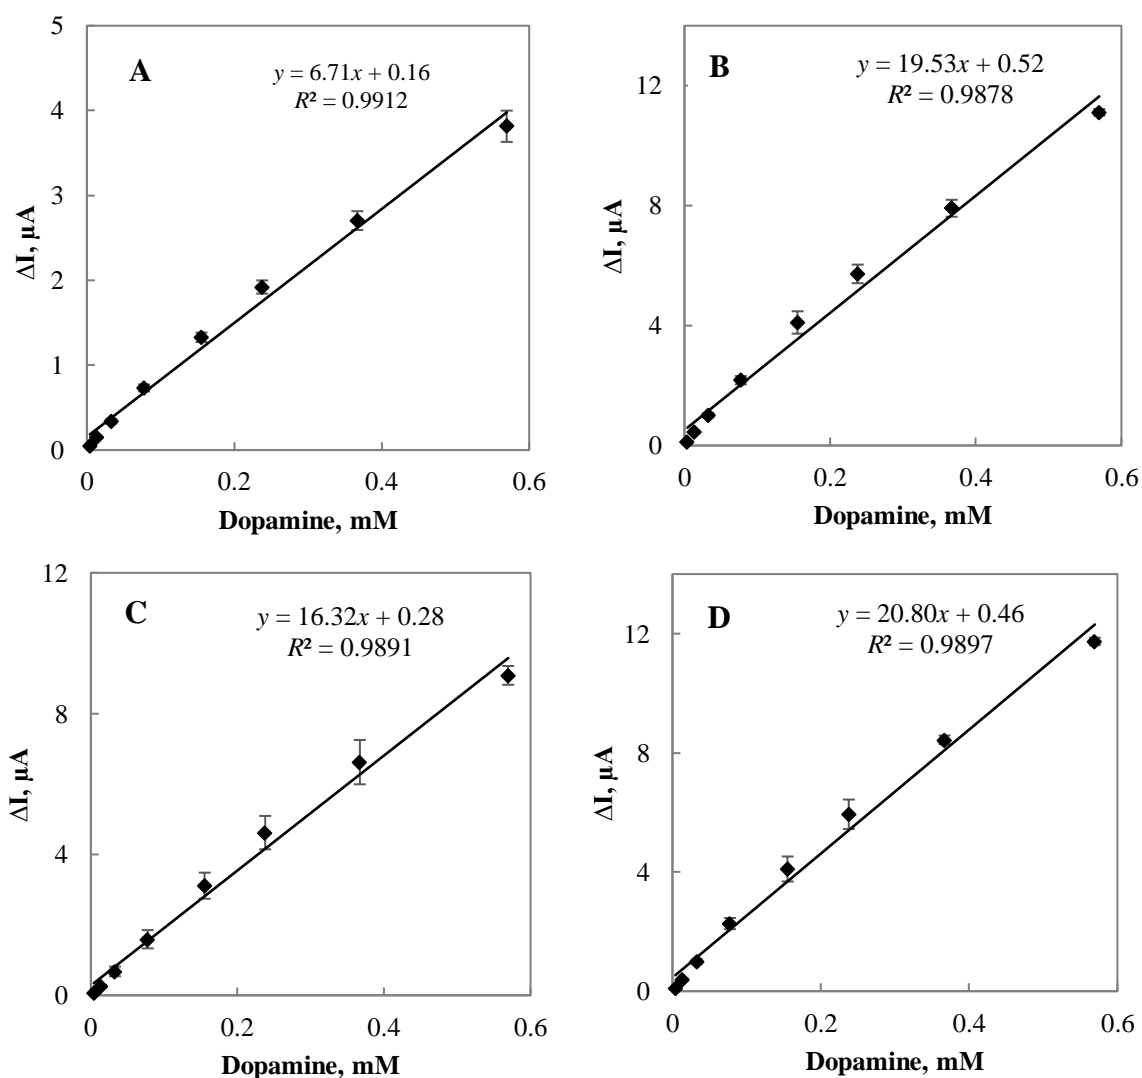 A
y = 6.71x + 0.16
R² = 0.9912
5
4
3
2
1
0
ΔI, µA
0 0.2 0.4 0.6
Dopamine, mM
B
y = 19.53x + 0.52
R² = 0.9878
12
8
4
0
ΔI, µA
0 0.2 0.4 0.6
Dopamine, mM
C
y = 16.32x + 0.28
R² = 0.9891
12
8
4
0
ΔI, µA
0 0.2 0.4 0.6
Dopamine, mM
D
y = 20.80x + 0.46
R² = 0.9897
12
8
4
0
ΔI, µA
0 0.2 0.4 0.6
Dopamine, mM